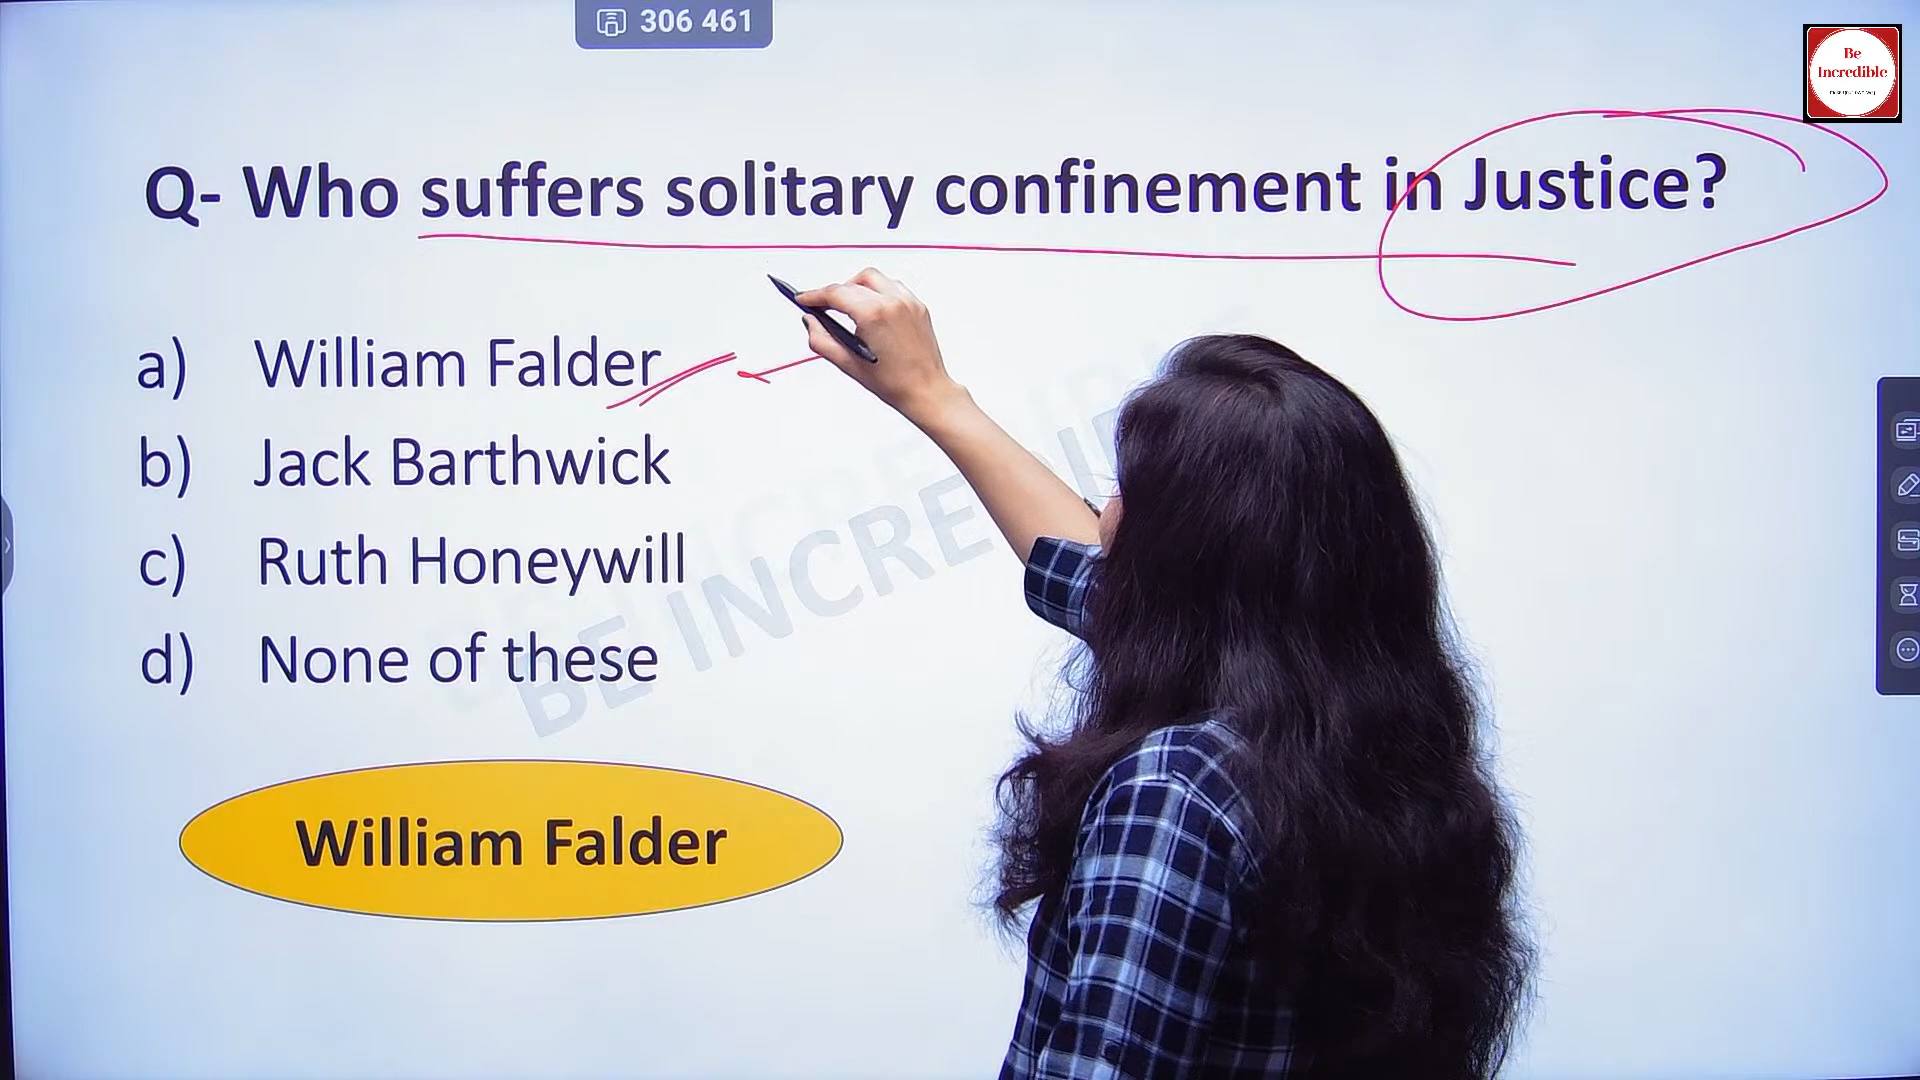 306 461
Be
Incredible
Q- Who suffers solitary confinement in Justice?
a) William Falder
b) Jack Barthwick
c) Ruth Honeywill
d) None of these
BE INCREDIB
William Falder